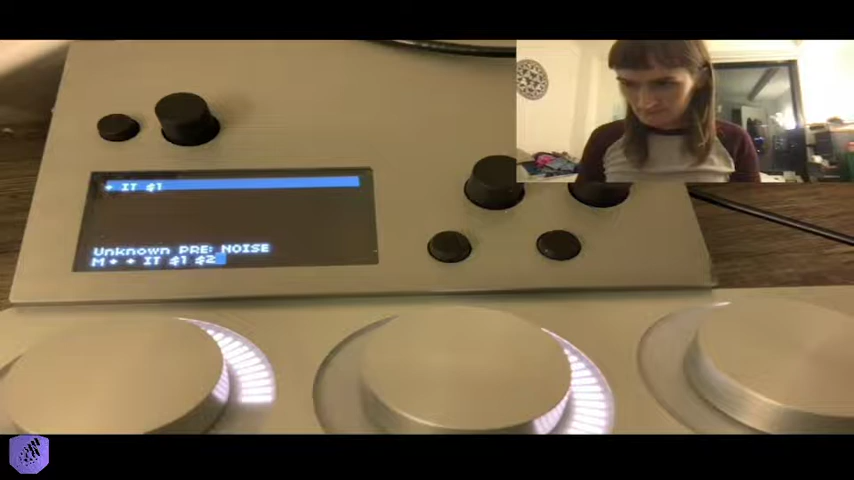 + IT $1
Unknown PRE: NOISE
M + + IT $1 $2